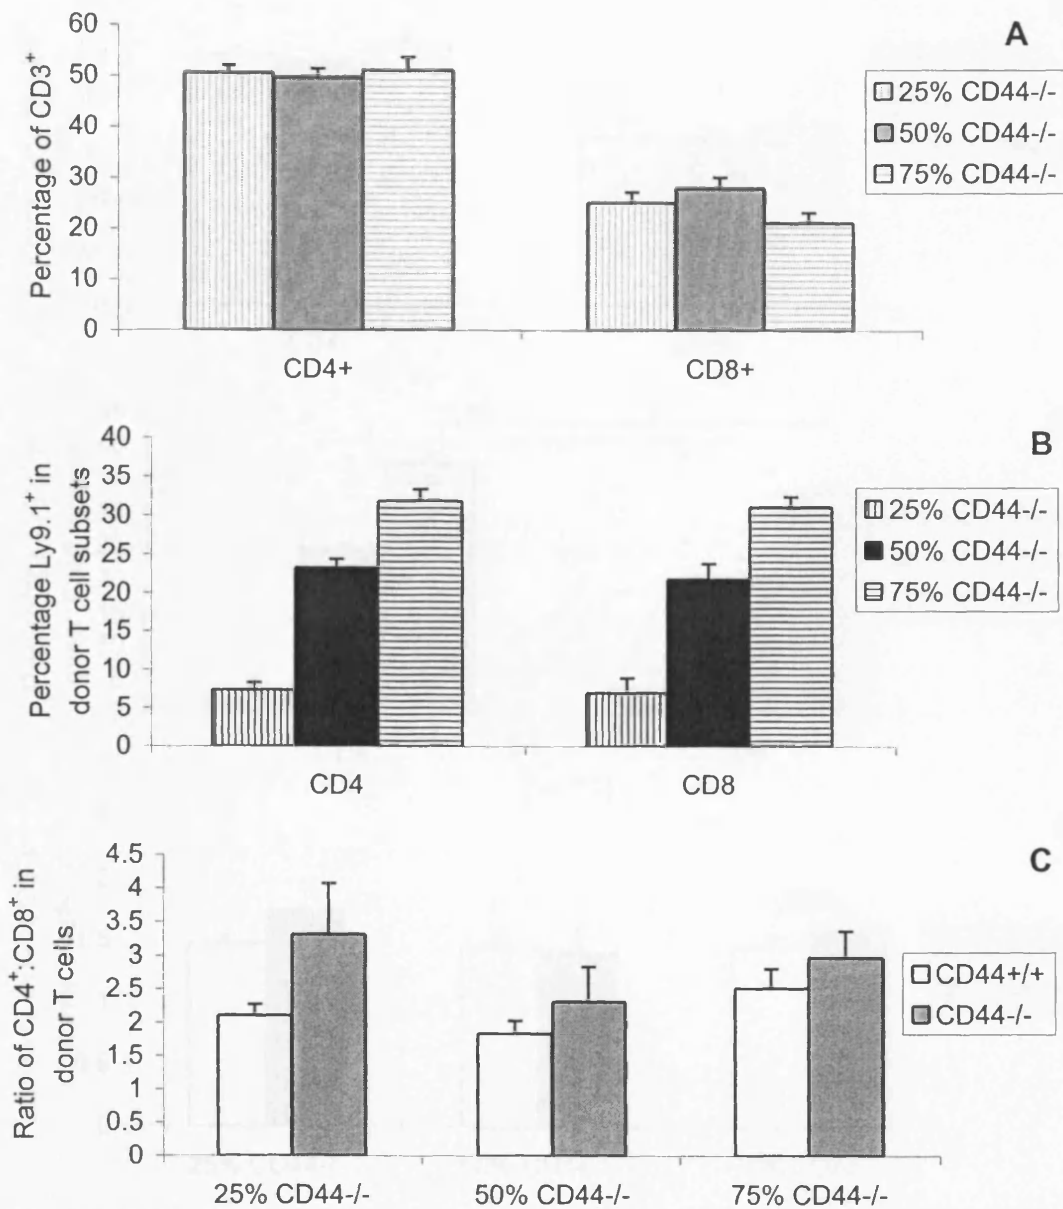 A
Percentage of CD3⁺
60
50
40
30
20
10
0
CD4+
CD8+
25% CD44-/-
50% CD44-/-
75% CD44-/-
B
Percentage Ly9.1⁺ in
donor T cell subsets
40
35
30
25
20
15
10
5
0
CD4
CD8
25% CD44-/-
50% CD44-/-
75% CD44-/-
C
Ratio of CD4⁺:CD8⁺ in
donor T cells
4.5
4
3.5
3
2.5
2
1.5
1
0.5
0
25% CD44-/-
50% CD44-/-
75% CD44-/-
CD44+/+
CD44-/-